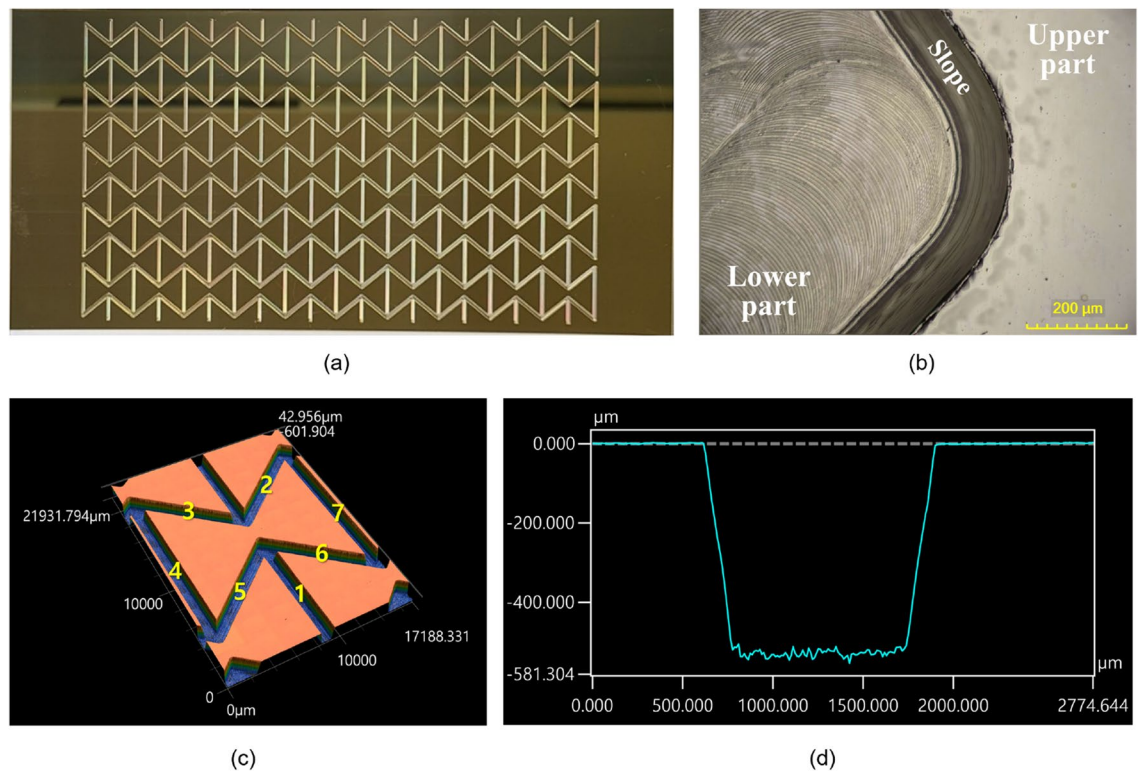 (a)
Slope
Upper
part
Lower
part
200 μm
(b)
42.956μm
-601.904
21931.794μm
10000
0
0μm
10000
17188.331
1
2
3
4
5
6
7
(c)
μm
0.000
-200.000
-400.000
-581.304
μm
0.000
500.000
1000.000
1500.000
2000.000
2774.644
(d)